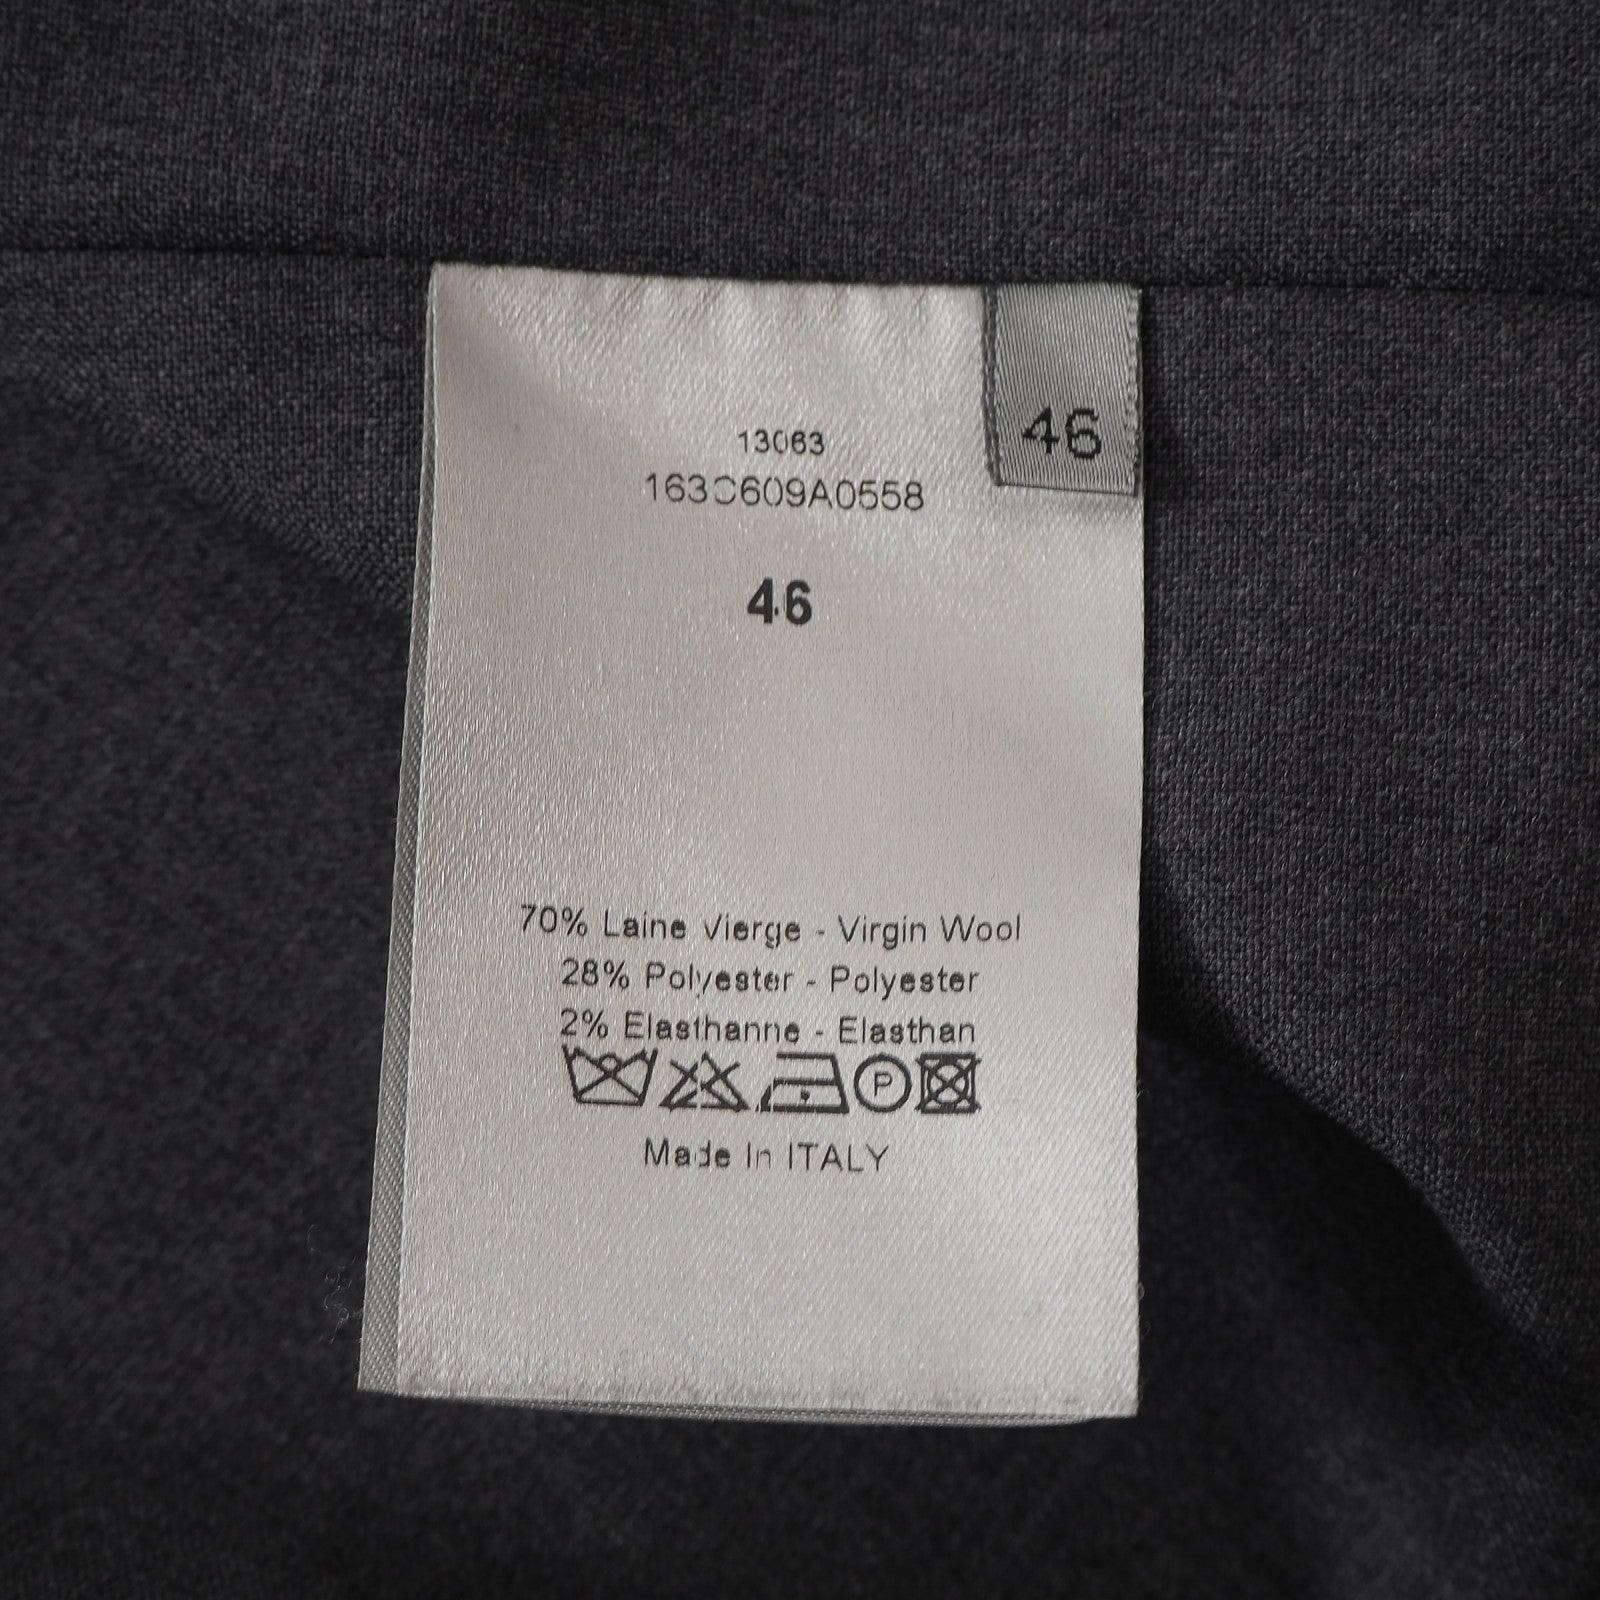 13063
163C609A0558
46
46
70% Laine Vierge - Virgin Wool
28% Polyester - Polyester
2% Elasthanne - Elasthan
P
Made In ITALY